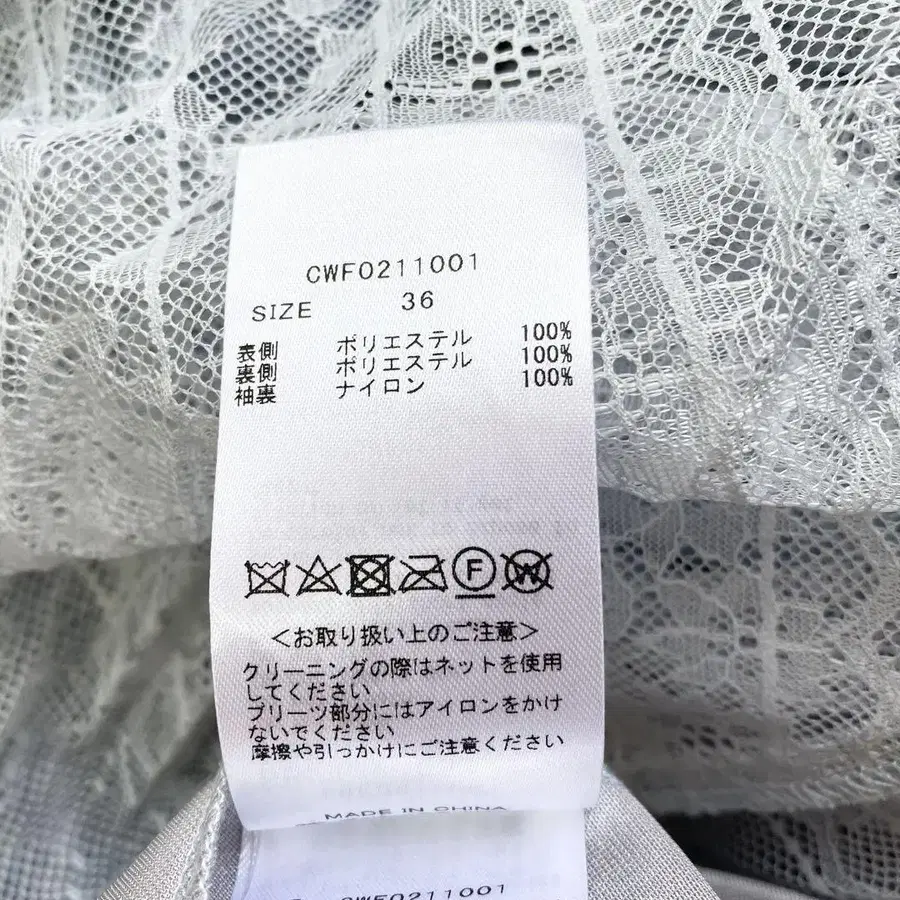 CWF0211001
SIZE 36
表側 ポリエステル 100%
裏側 ポリエステル 100%
袖裏 ナイロン 100%
F
W
＜お取り扱い上のご注意＞
クリーニングの際はネットを使用
してください
プリーツ部分にはアイロンをかけ
ないでください
摩擦や引っかけにご注意ください
MADE IN CHINA
CWF0211001